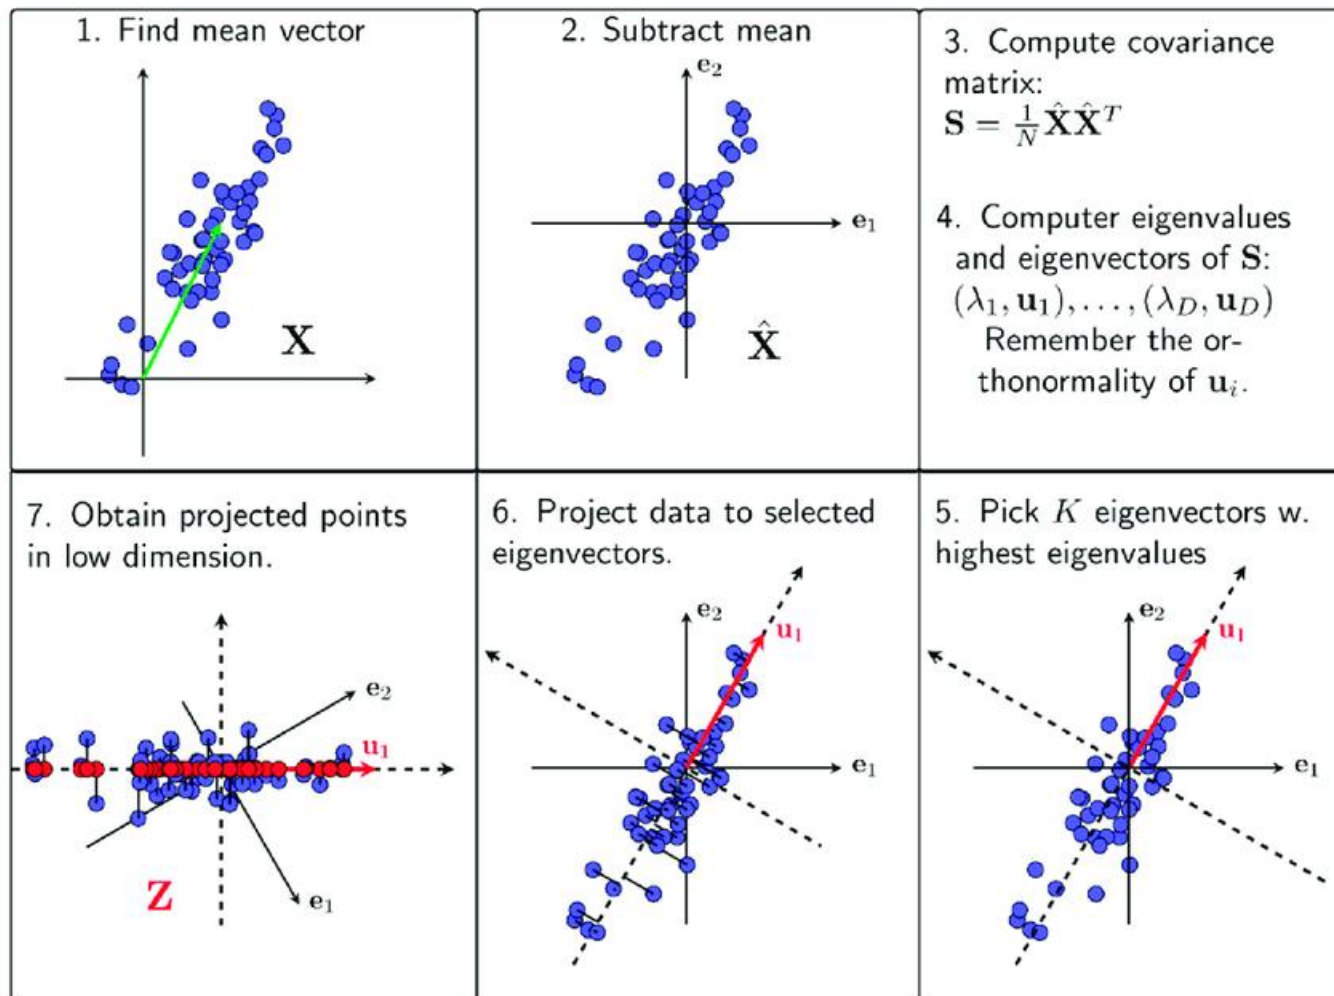 1. Find mean vector
X
2. Subtract mean
e₂
e₁
X̂
3. Compute covariance
matrix:
S = 1/N X̂X̂ᵀ
4. Computer eigenvalues
and eigenvectors of S:
(λ₁, u₁), . . . , (λ_D, u_D)
Remember the or-
thonormality of uᵢ.
7. Obtain projected points
in low dimension.
e₂
u₁
Z
e₁
6. Project data to selected
eigenvectors.
e₂
u₁
e₁
5. Pick K eigenvectors w.
highest eigenvalues
e₂
u₁
e₁